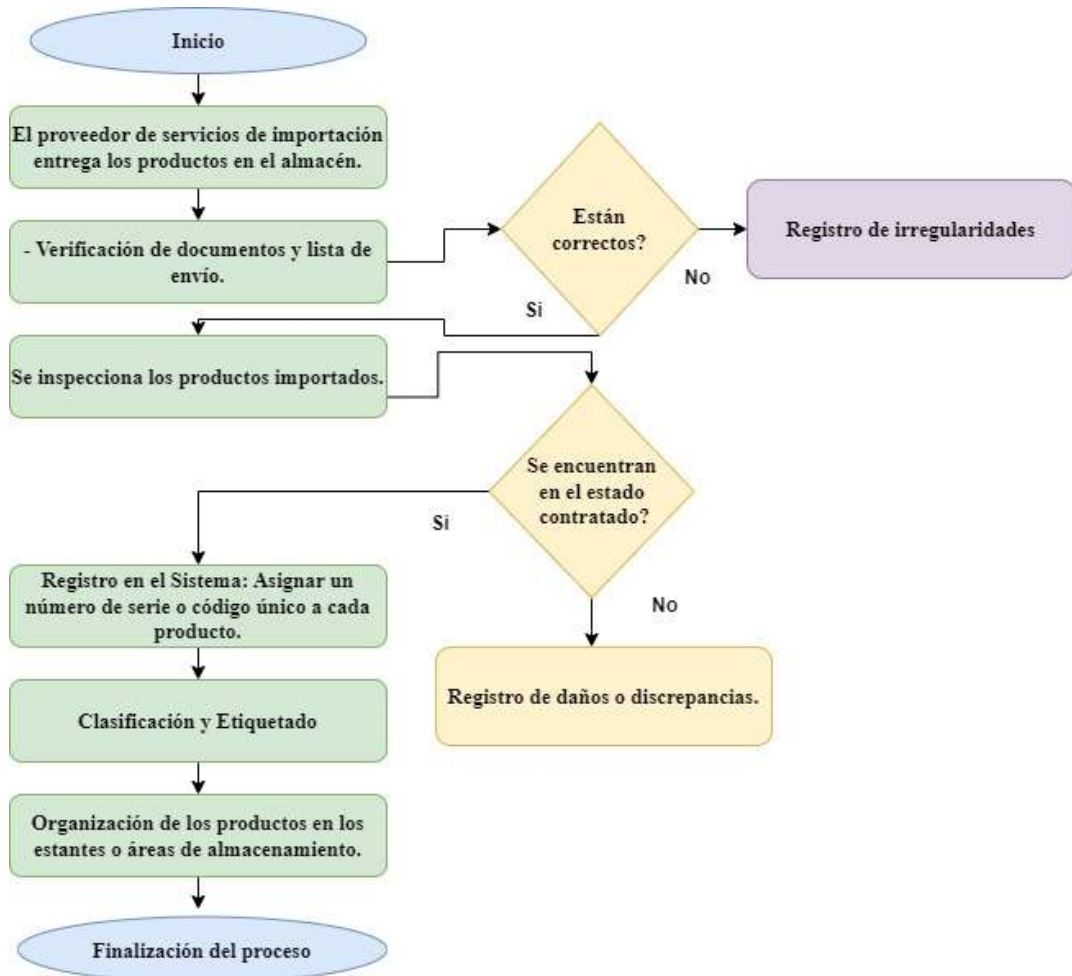 Inicio
El proveedor de servicios de importación
entrega los productos en el almacén.
- Verificación de documentos y lista de
envío.
Están
correctos?
No
Registro de irregularidades
Si
Se inspecciona los productos importados.
Se encuentran
en el estado
contratado?
Si
No
Registro en el Sistema: Asignar un
número de serie o código único a cada
producto.
Registro de daños o discrepancias.
Clasificación y Etiquetado
Organización de los productos en los
estantes o áreas de almacenamiento.
Finalización del proceso